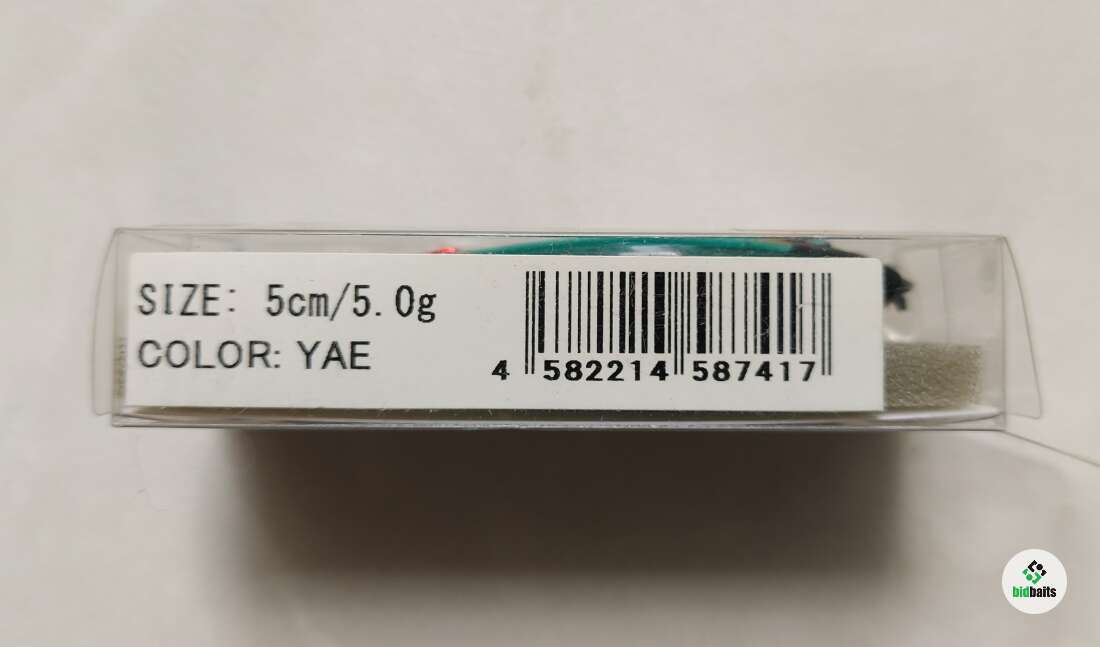 SIZE: 5cm/5.0g
COLOR: YAE
4 582214 587417
bidbaits